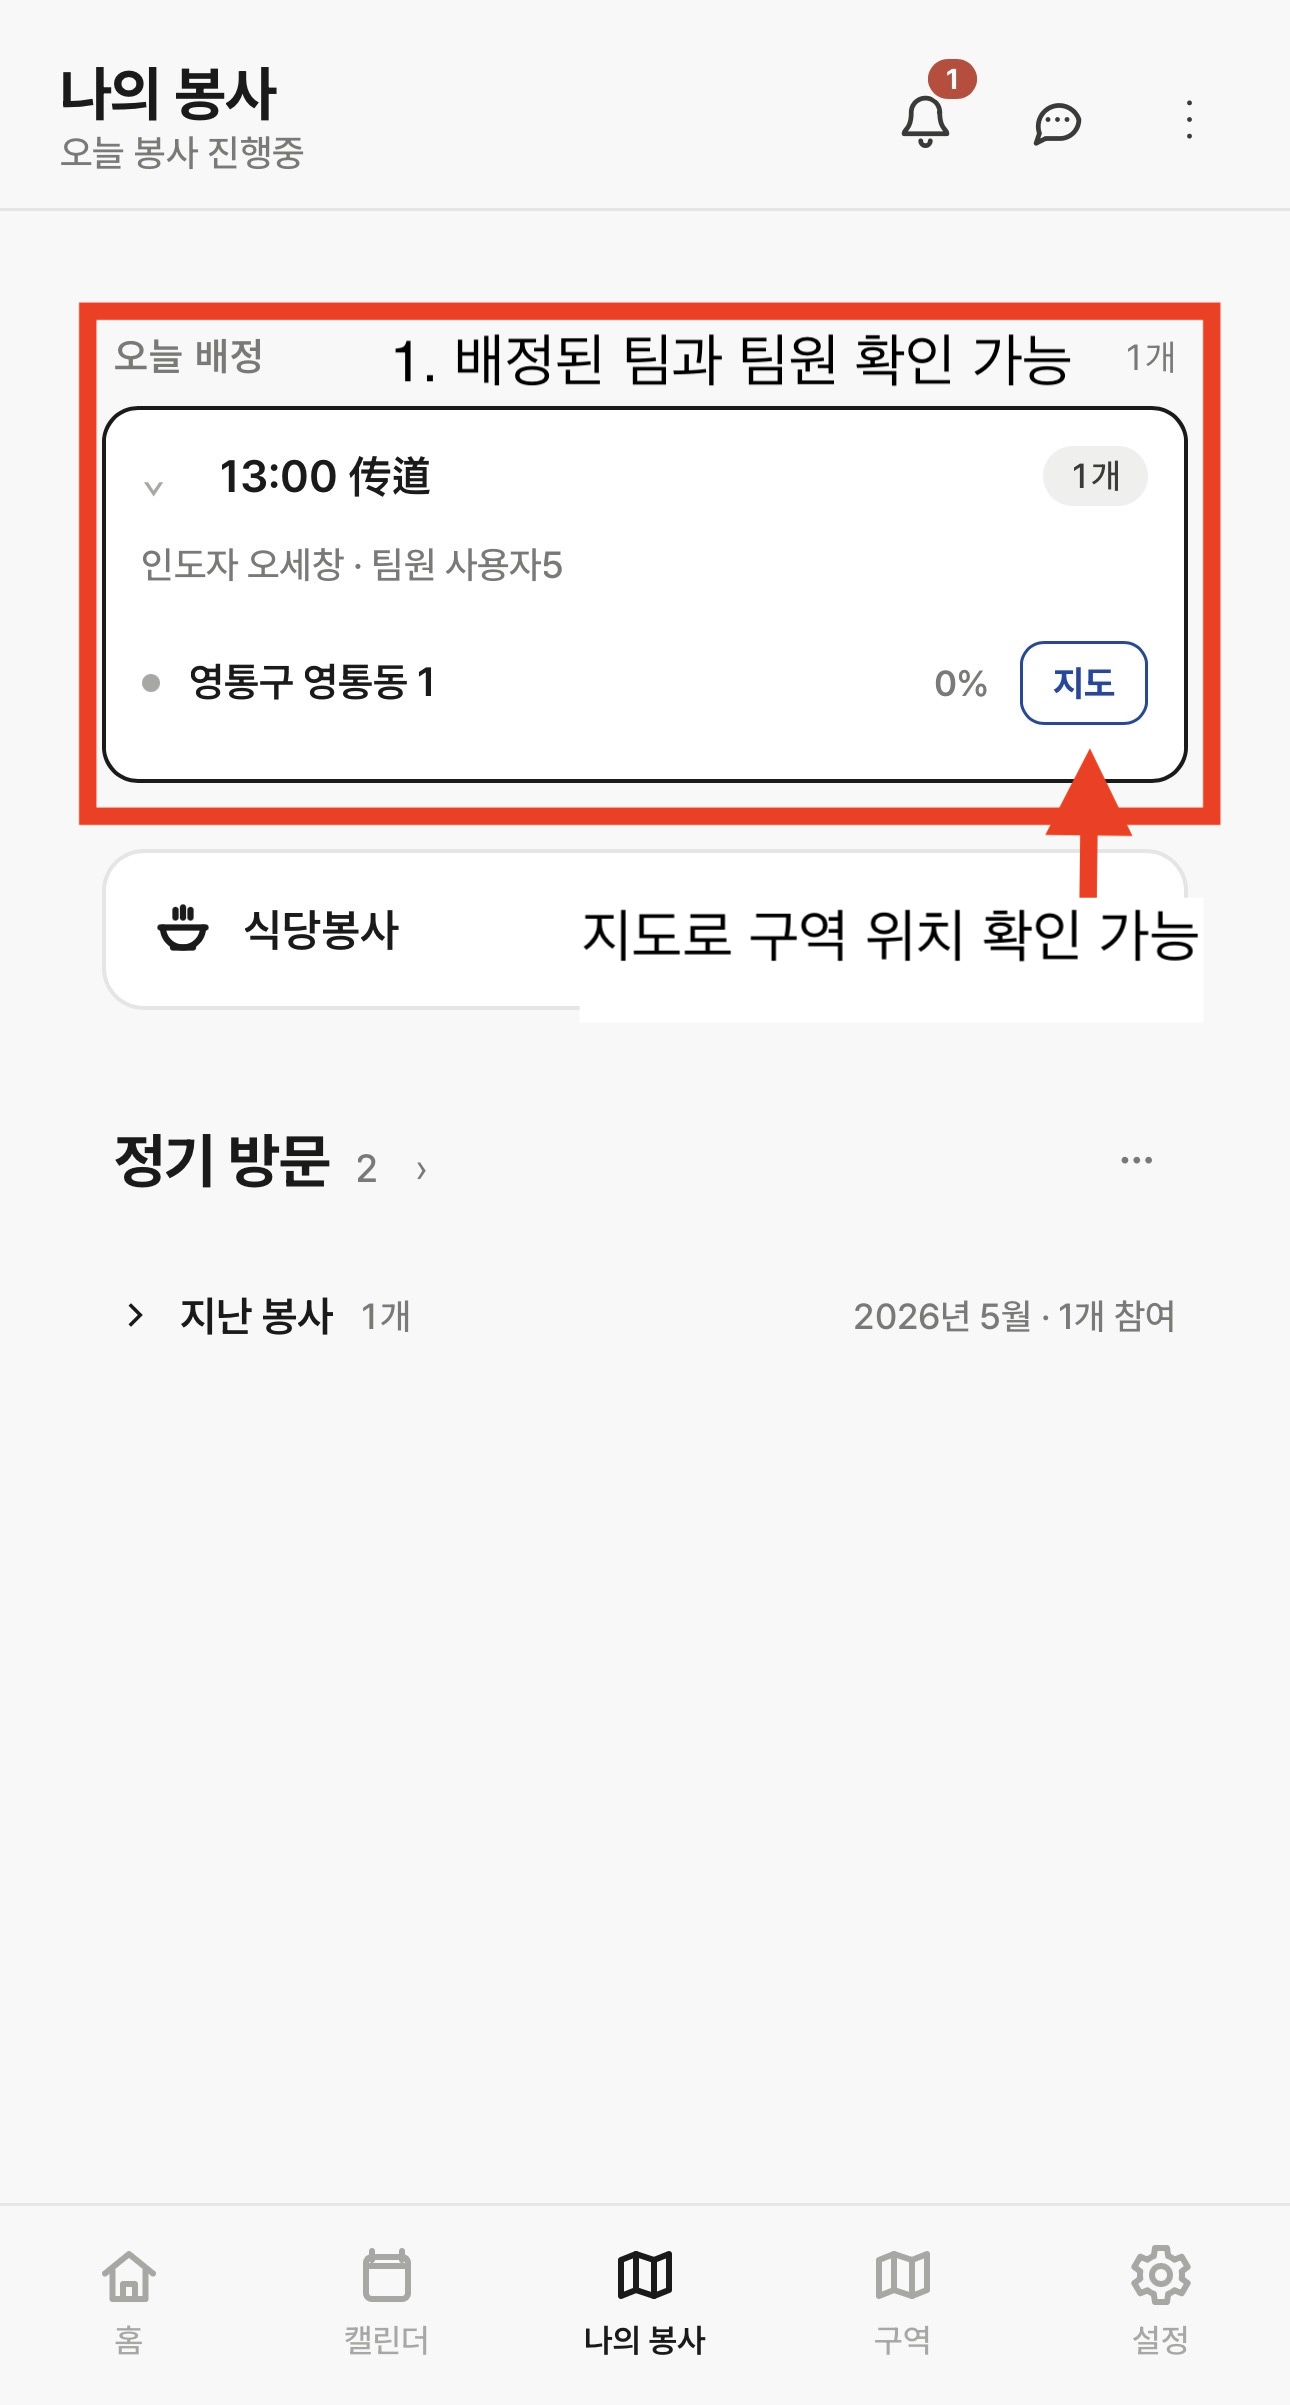 나의 봉사
1
오늘 봉사 진행중
오늘 배정
1. 배정된 팀과 팀원 확인 가능
1개
13:00 传道
1개
인도자 오세창 · 팀원 사용자5
영통구 영통동 1
0%
지도
식당봉사
지도로 구역 위치 확인 가능
정기 방문 2
지난 봉사 1개
2026년 5월 · 1개 참여
홈
캘린더
나의 봉사
구역
설정